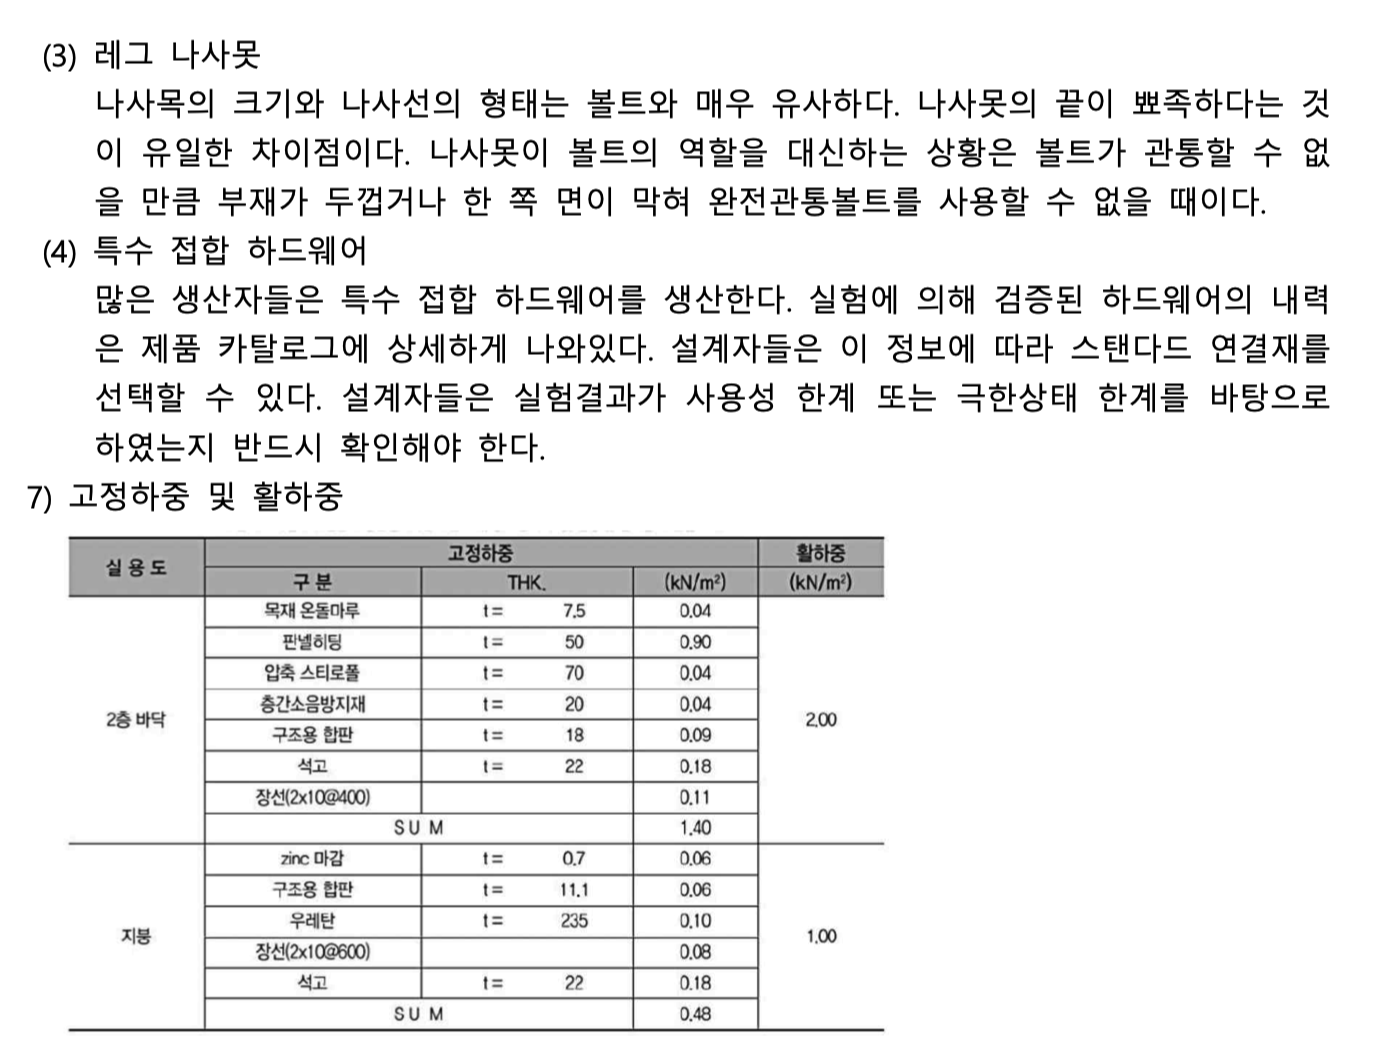 (3) 레그 나사못
나사목의 크기와 나사선의 형태는 볼트와 매우 유사하다. 나사못의 끝이 뾰족하다는 것
이 유일한 차이점이다. 나사못이 볼트의 역할을 대신하는 상황은 볼트가 관통할 수 없
을 만큼 부재가 두껍거나 한 쪽 면이 막혀 완전관통볼트를 사용할 수 없을 때이다.
(4) 특수 접합 하드웨어
많은 생산자들은 특수 접합 하드웨어를 생산한다. 실험에 의해 검증된 하드웨어의 내력
은 제품 카탈로그에 상세하게 나와있다. 설계자들은 이 정보에 따라 스탠다드 연결재를
선택할 수 있다. 설계자들은 실험결과가 사용성 한계 또는 극한상태 한계를 바탕으로
하였는지 반드시 확인해야 한다.
7) 고정하중 및 활하중
실 용 도 고정하중 활하중
구 분 THK. (kN/m²) (kN/m²)
목재 온돌마루 t= 7.5 0.04
판넬히딩 t= 50 0.90
압축 스티로폴 t= 70 0.04
층간소음방지재 t= 20 0.04
2층 바닥 2.00
구조용 합판 t= 18 0.09
석고 t= 22 0.18
장선(2x10@400) 0.11
SUM 1.40
zinc 마감 t= 0.7 0.06
구조용 합판 t= 11.1 0.06
우레탄 t= 235 0.10
지붕 1.00
장선(2x10@600) 0.08
석고 t= 22 0.18
SUM 0.48